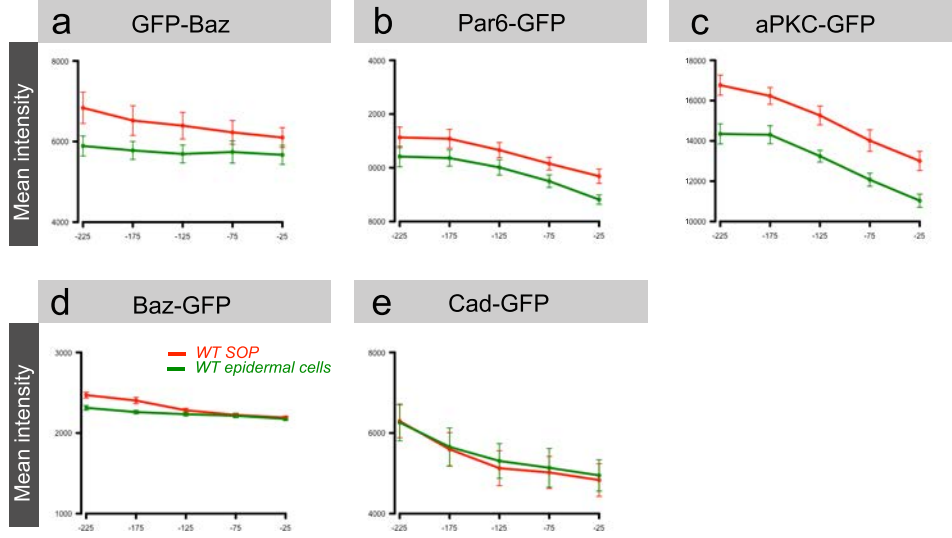 a GFP-Baz
b Par6-GFP
c aPKC-GFP
Mean intensity
8000
6000
4000
-225 -175 -125 -75 -25
4000
2000
0000
8000
-225 -175 -125 -75 -25
18000
16000
14000
12000
10000
-225 -175 -125 -75 -25
d Baz-GFP
e Cad-GFP
Mean intensity
WT SOP
WT epidermal cells
3000
2000
1000
-225 -175 -125 -75 -25
8000
6000
4000
-225 -175 -125 -75 -25